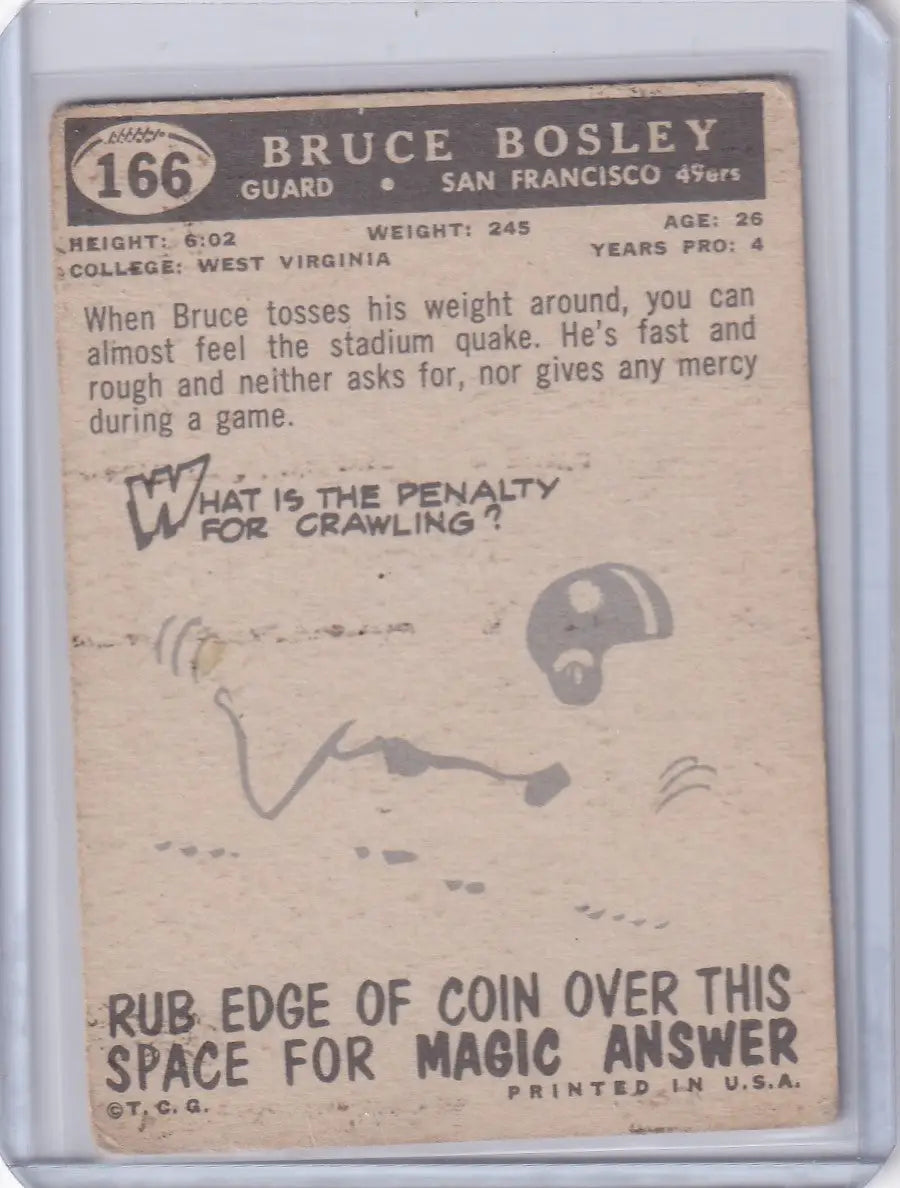 166
BRUCE BOSLEY
GUARD • SAN FRANCISCO 49ers
HEIGHT: 6:02 WEIGHT: 245 AGE: 26
COLLEGE: WEST VIRGINIA YEARS PRO: 4
When Bruce tosses his weight around, you can
almost feel the stadium quake. He's fast and
rough and neither asks for, nor gives any mercy
during a game.
WHAT IS THE PENALTY
FOR CRAWLING?
RUB EDGE OF COIN OVER THIS
SPACE FOR MAGIC ANSWER
PRINTED IN U.S.A.
©T. C. G.